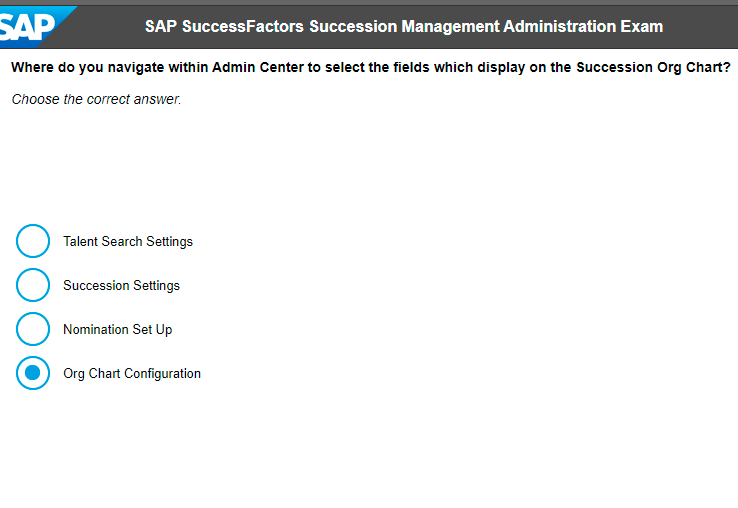 SAP
SAP SuccessFactors Succession Management Administration Exam
Where do you navigate within Admin Center to select the fields which display on the Succession Org Chart?
Choose the correct answer.
Talent Search Settings
Succession Settings
Nomination Set Up
Org Chart Configuration